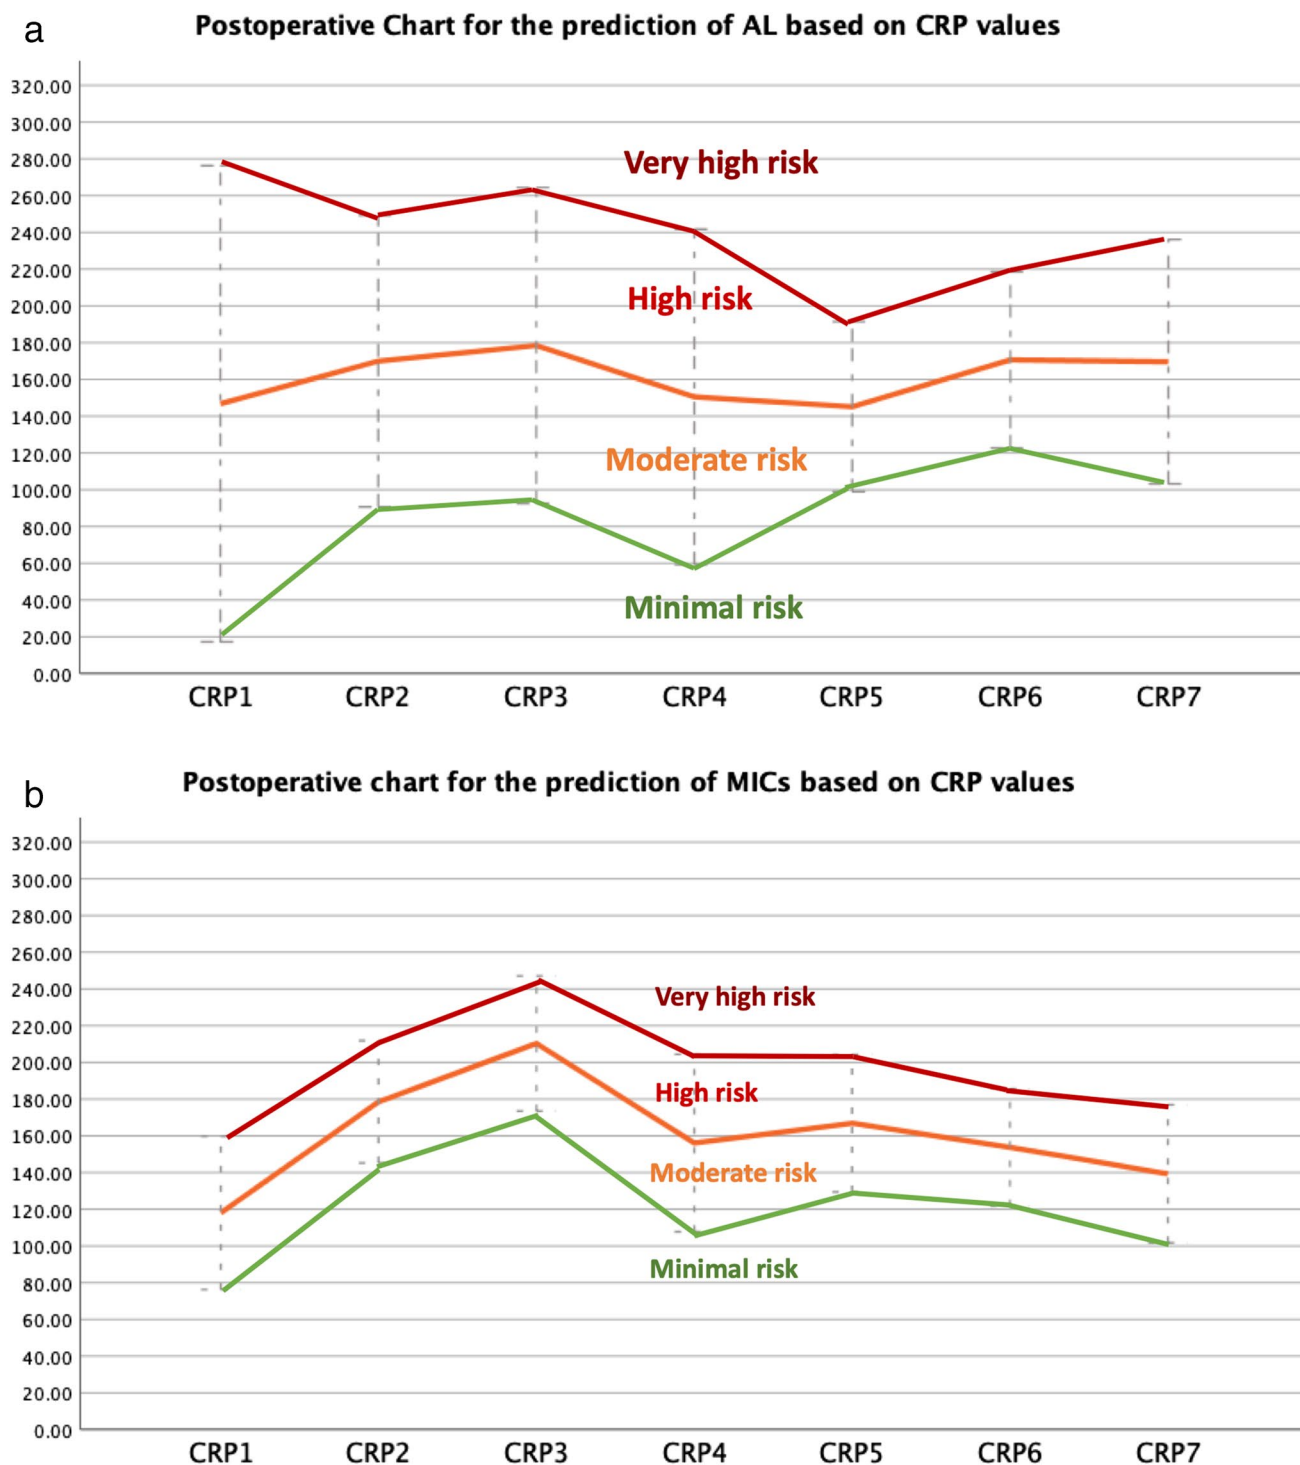 a
Postoperative Chart for the prediction of AL based on CRP values
320.00
300.00
280.00
260.00
240.00
220.00
200.00
180.00
160.00
140.00
120.00
100.00
80.00
60.00
40.00
20.00
0.00
Very high risk
High risk
Moderate risk
Minimal risk
CRP1 CRP2 CRP3 CRP4 CRP5 CRP6 CRP7
b
Postoperative chart for the prediction of MICs based on CRP values
320.00
300.00
280.00
260.00
240.00
220.00
200.00
180.00
160.00
140.00
120.00
100.00
80.00
60.00
40.00
20.00
0.00
Very high risk
High risk
Moderate risk
Minimal risk
CRP1 CRP2 CRP3 CRP4 CRP5 CRP6 CRP7